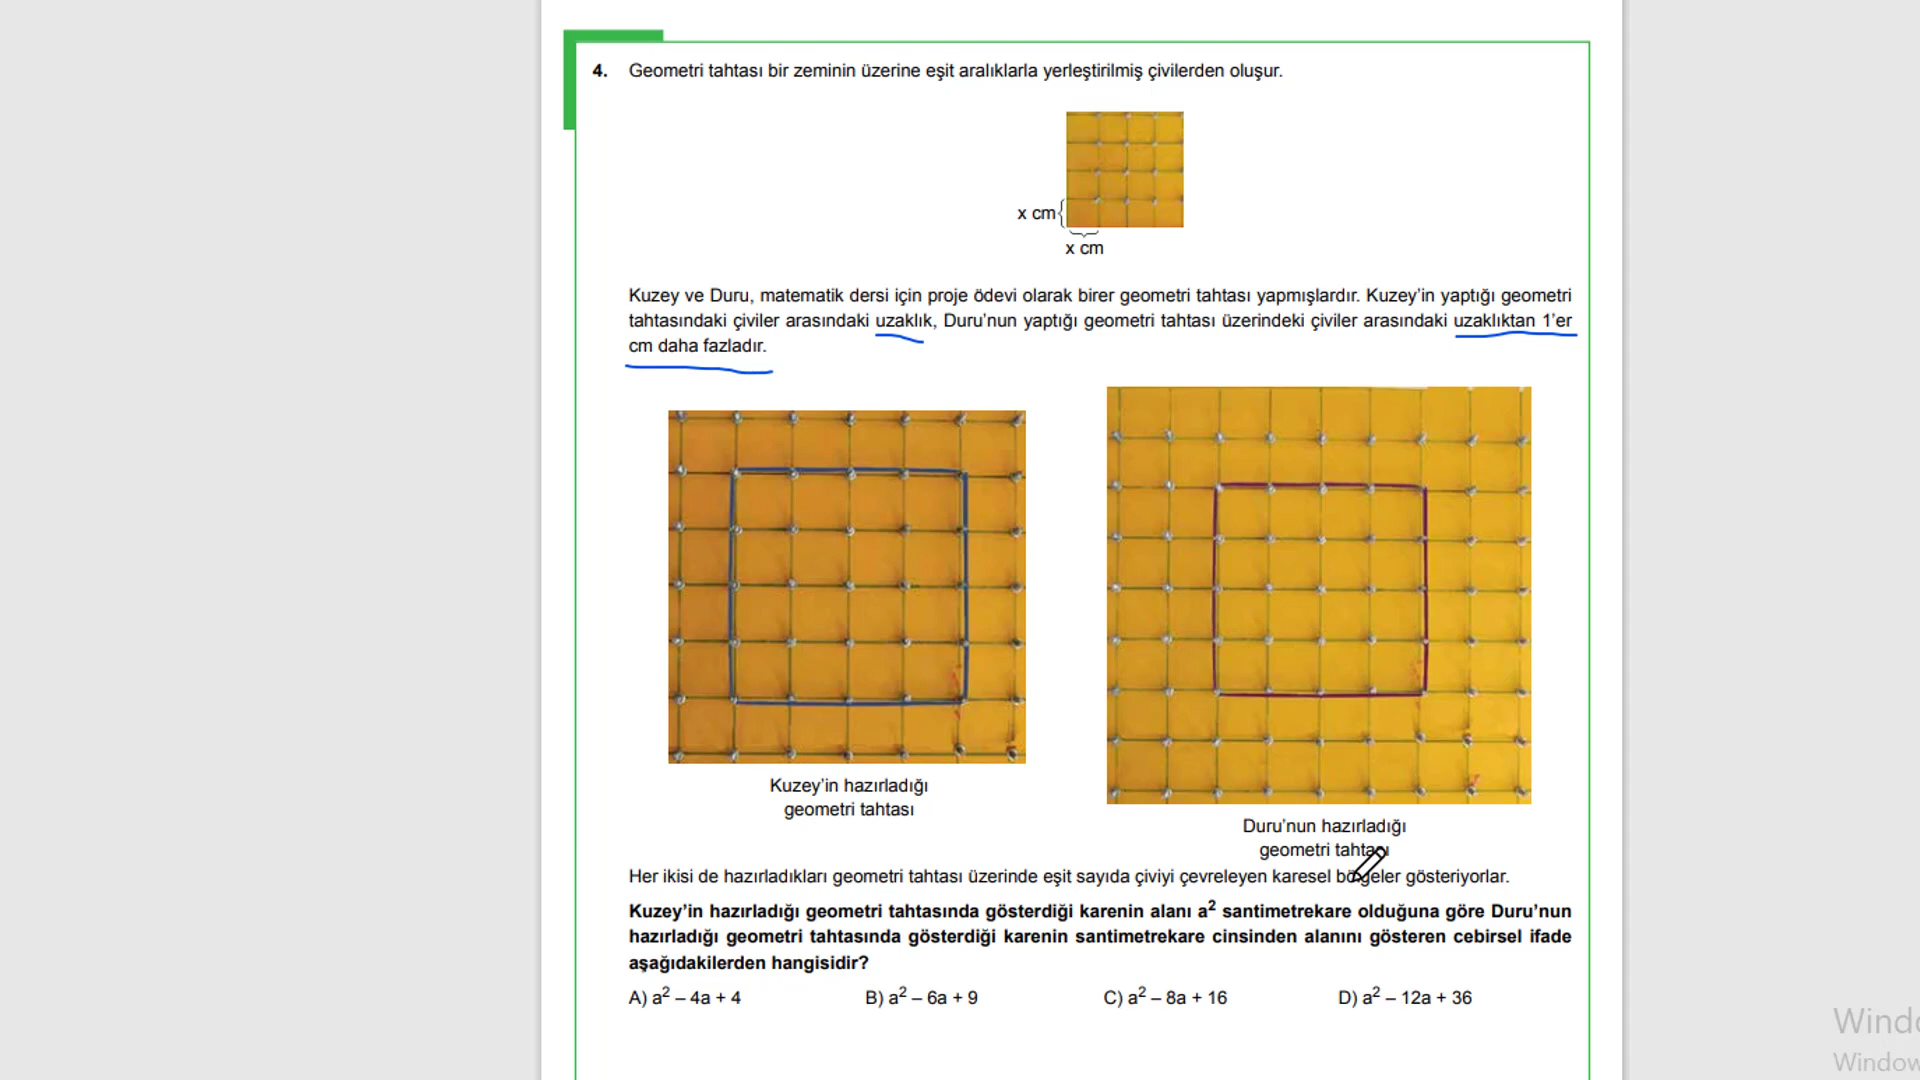 4. Geometri tahtası bir zeminin üzerine eşit aralıklarla yerleştirilmiş çivilerden oluşur.
x cm
x cm
Kuzey ve Duru, matematik dersi için proje ödevi olarak birer geometri tahtası yapmışlardır. Kuzey’in yaptığı geometri
tahtasındaki çiviler arasındaki uzaklık, Duru’nun yaptığı geometri tahtası üzerindeki çiviler arasındaki uzaklıktan 1’er
cm daha fazladır.
Kuzey’in hazırladığı
geometri tahtası
Duru’nun hazırladığı
geometri tahtası
Her ikisi de hazırladıkları geometri tahtası üzerinde eşit sayıda çiviyi çevreleyen karesel bölgeler gösteriyorlar.
Kuzey’in hazırladığı geometri tahtasında gösterdiği karenin alanı a² santimetrekare olduğuna göre Duru’nun
hazırladığı geometri tahtasında gösterdiği karenin santimetrekare cinsinden alanını gösteren cebirsel ifade
aşağıdakilerden hangisidir?
A) a² – 4a + 4 B) a² – 6a + 9 C) a² – 8a + 16 D) a² – 12a + 36